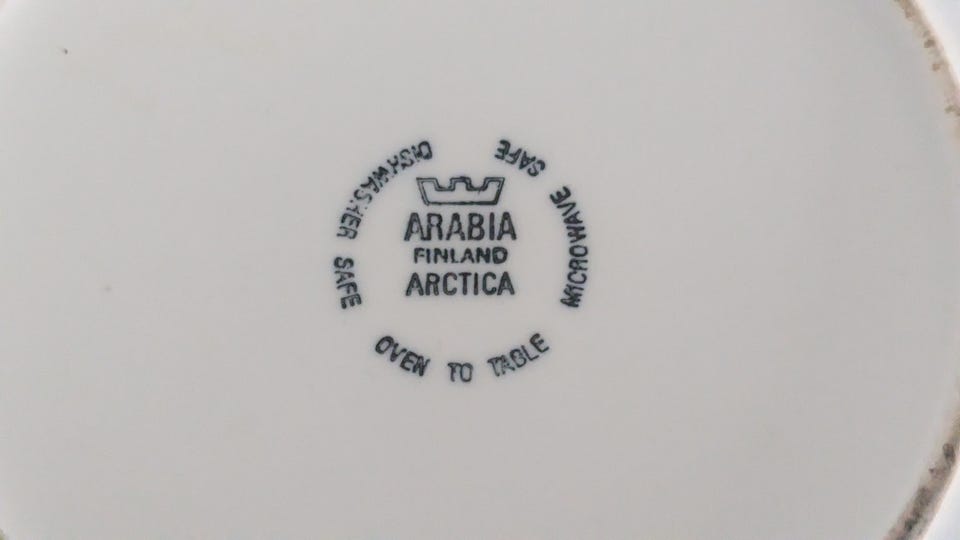 ARABIA
FINLAND
ARCTICA
DISHWASHER SAFE
OVEN TO TABLE
MICROWAVE SAFE